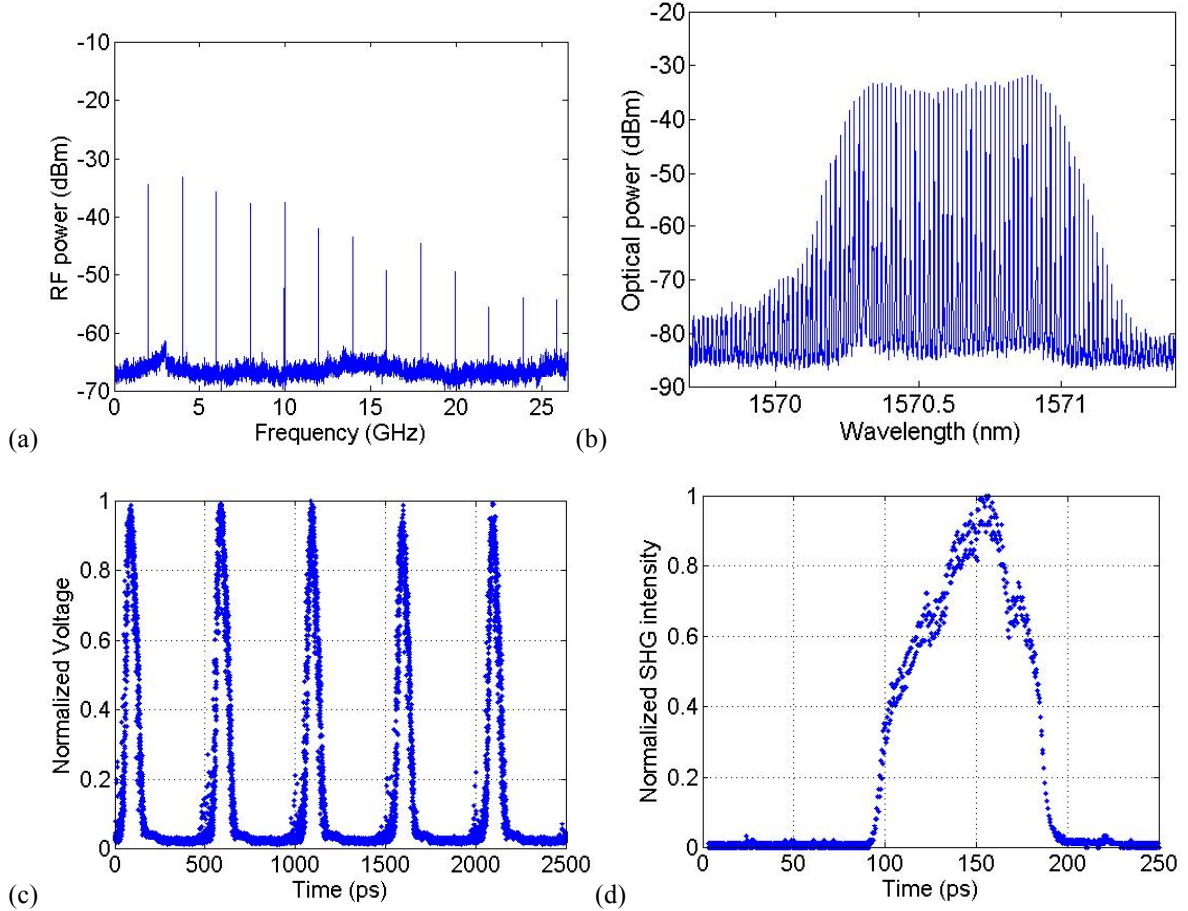 -10
-20
-30
-40
-50
-60
-70
RF power (dBm)
0 5 10 15 20 25
Frequency (GHz)
(a)
-20
-30
-40
-50
-60
-70
-80
-90
Optical power (dBm)
1570 1570.5 1571
Wavelength (nm)
(b)
1
0.8
0.6
0.4
0.2
0
Normalized Voltage
0 500 1000 1500 2000 2500
Time (ps)
(c)
1
0.8
0.6
0.4
0.2
0
Normalized SHG intensity
0 50 100 150 200 250
Time (ps)
(d)